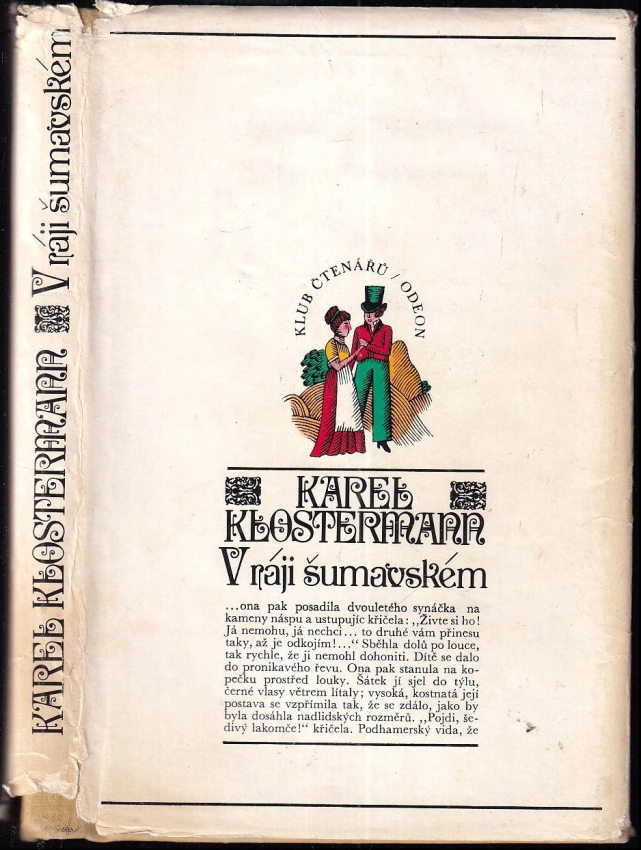 KAREL KLOSTERMANN V ráji šumavském
KLUB ČTENÁŘŮ / ODEON
KAREL
KLOSTERMANN
V ráji šumavském
...ona pak posadila dvouletého synáčka na
kameny náspu a ustupujíc křičela: „Živte si ho!
Já nemohu, já nechci... to druhé vám přinesu
taky, až je odkojím!...“ Sběhla dolů po louce,
tak rychle, že ji nemohl dohoniti. Dítě se dalo
do pronikavého řevu. Ona pak stanula na ko-
pečku prostřed louky. Šátek jí sjel do týlu,
černé vlasy větrem lítaly; vysoká, kostnatá její
postava se vzpřímila tak, že se zdálo, jako by
byla dosáhla nadlidských rozměrů. „Pojdi, še-
divý lakomče!“ křičela. Podhamerský vida, že